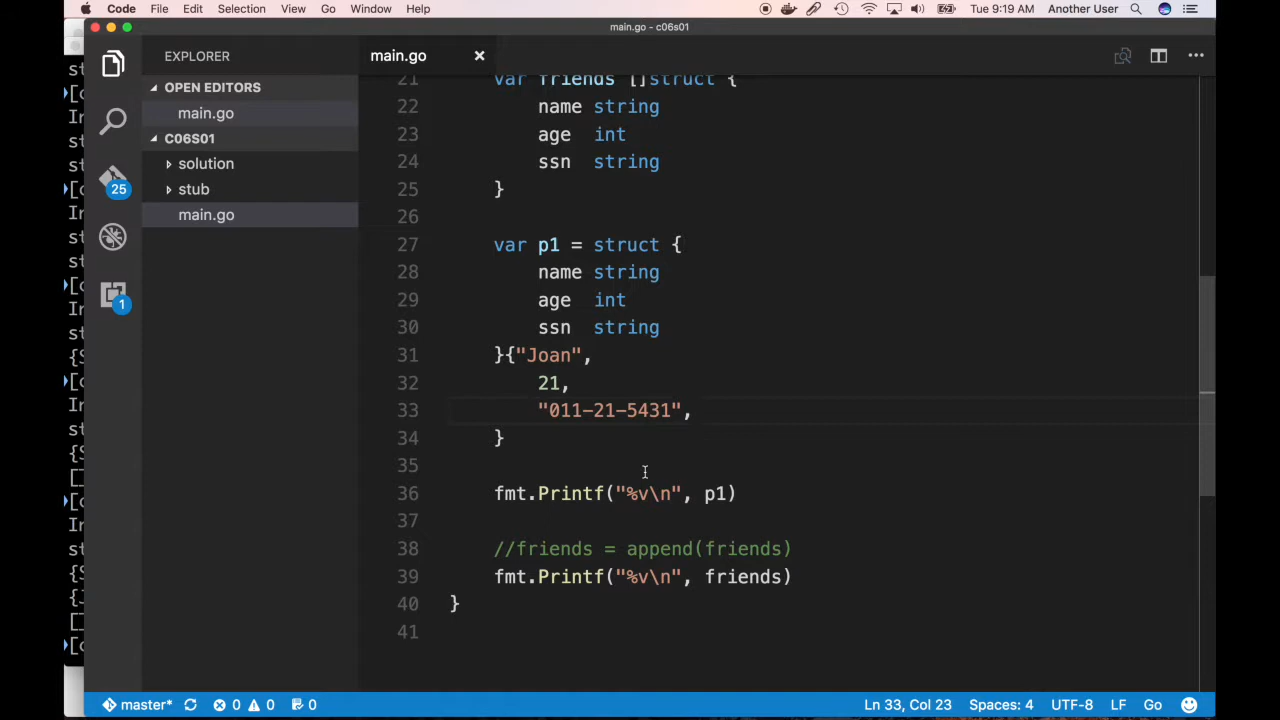 Code File Edit Selection View Go Window Help Tue 9:19 AM Another User
main.go - c06s01
EXPLORER
OPEN EDITORS
main.go
C06S01
solution
stub
main.go
25
1
main.go
21 var friends []struct {
22 name string
23 age int
24 ssn string
25 }
26
27 var p1 = struct {
28 name string
29 age int
30 ssn string
31 }{"Joan",
32 21,
33 "011-21-5431",
34 }
35
36 fmt.Printf("%v\n", p1)
37
38 //friends = append(friends)
39 fmt.Printf("%v\n", friends)
40 }
41
master* 0 0 0 Ln 33, Col 23 Spaces: 4 UTF-8 LF Go